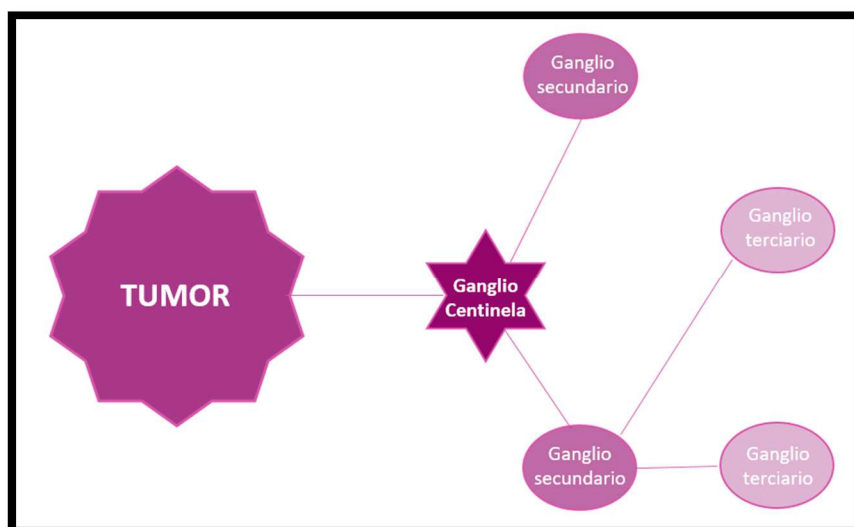 Ganglio
secundario
Ganglio
terciario
TUMOR
Ganglio
Centinela
Ganglio
secundario
Ganglio
terciario